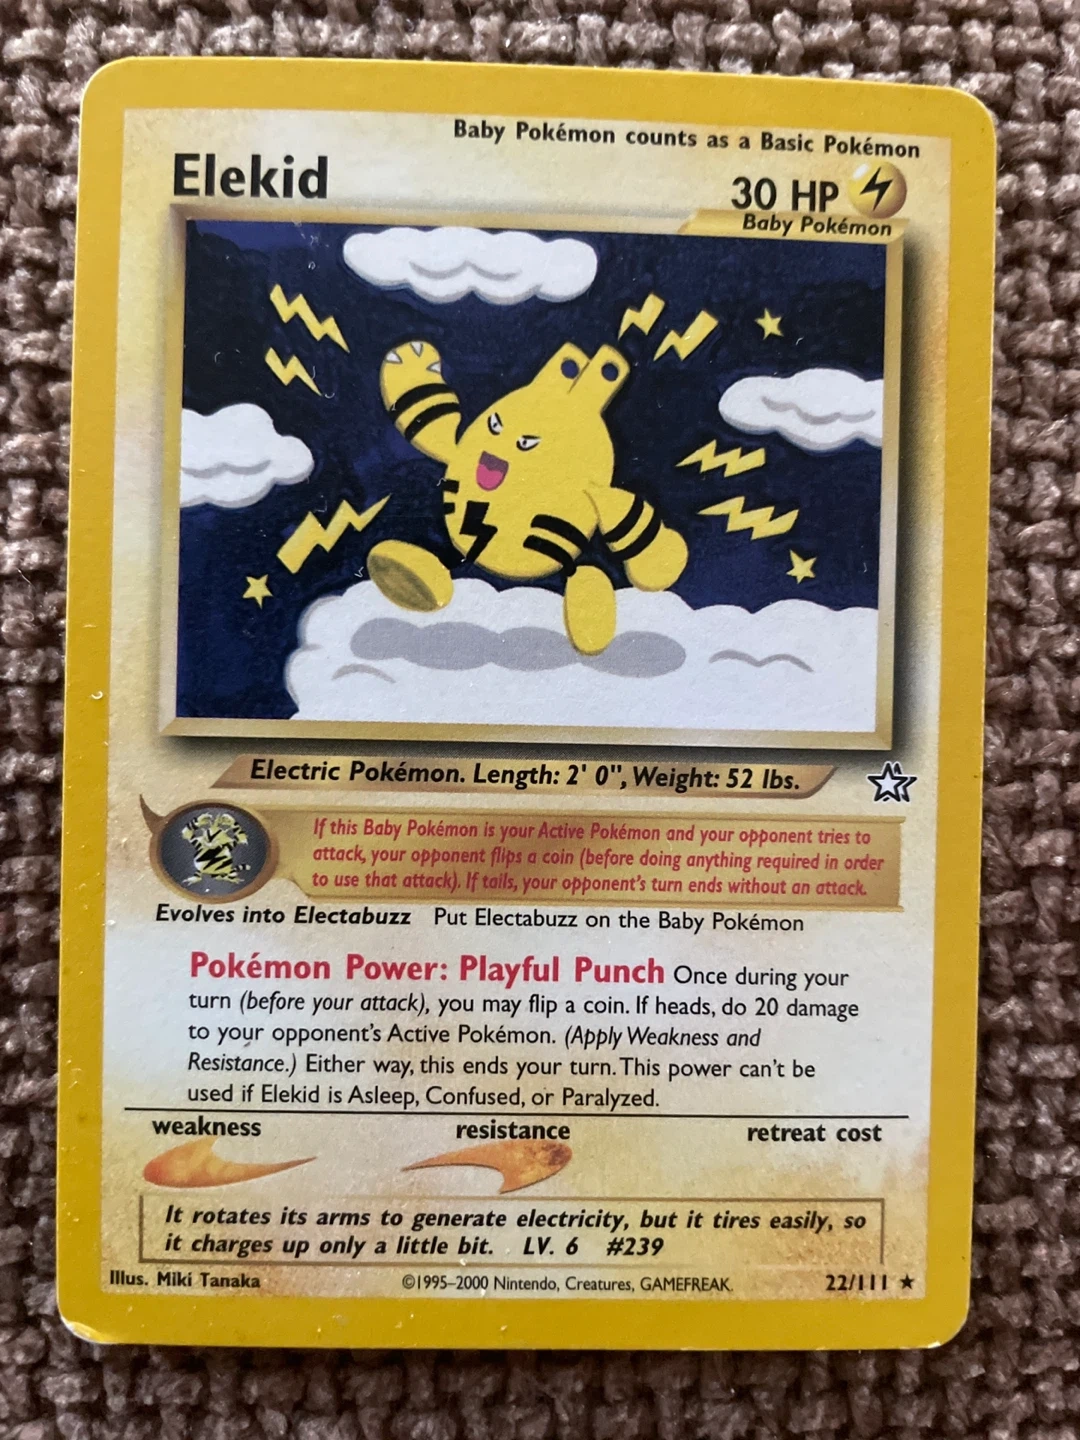 Baby Pokémon counts as a Basic Pokémon
Elekid
30 HP
Baby Pokémon
Electric Pokémon. Length: 2' 0", Weight: 52 lbs.
If this Baby Pokémon is your Active Pokémon and your opponent tries to
attack, your opponent flips a coin (before doing anything required in order
to use that attack). If tails, your opponent's turn ends without an attack.
Evolves into Electabuzz Put Electabuzz on the Baby Pokémon
Pokémon Power: Playful Punch Once during your
turn (before your attack), you may flip a coin. If heads, do 20 damage
to your opponent's Active Pokémon. (Apply Weakness and
Resistance.) Either way, this ends your turn. This power can't be
used if Elekid is Asleep, Confused, or Paralyzed.
weakness resistance retreat cost
It rotates its arms to generate electricity, but it tires easily, so
it charges up only a little bit. LV. 6 #239
Illus. Miki Tanaka ©1995–2000 Nintendo, Creatures, GAMEFREAK. 22/111 ★